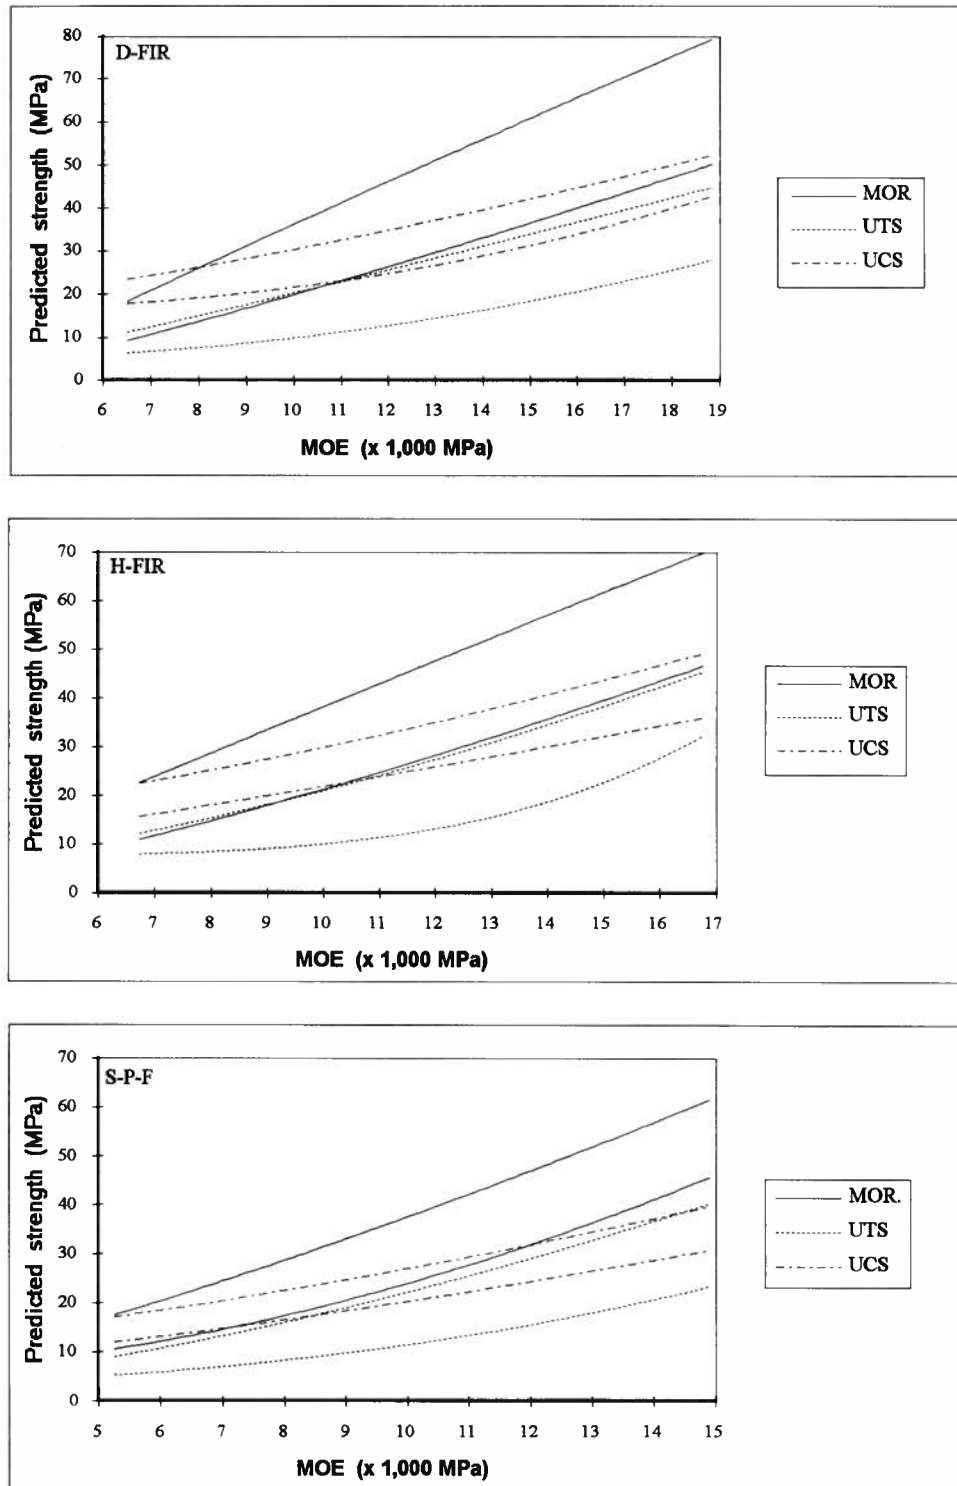 D-FIR
Predicted strength (MPa)
80
70
60
50
40
30
20
10
0
6 7 8 9 10 11 12 13 14 15 16 17 18 19
MOE (x 1,000 MPa)
MOR
UTS
UCS
H-FIR
Predicted strength (MPa)
70
60
50
40
30
20
10
0
6 7 8 9 10 11 12 13 14 15 16 17
MOE (x 1,000 MPa)
MOR
UTS
UCS
S-P-F
Predicted strength (MPa)
70
60
50
40
30
20
10
0
5 6 7 8 9 10 11 12 13 14 15
MOE (x 1,000 MPa)
MOR.
UTS
UCS